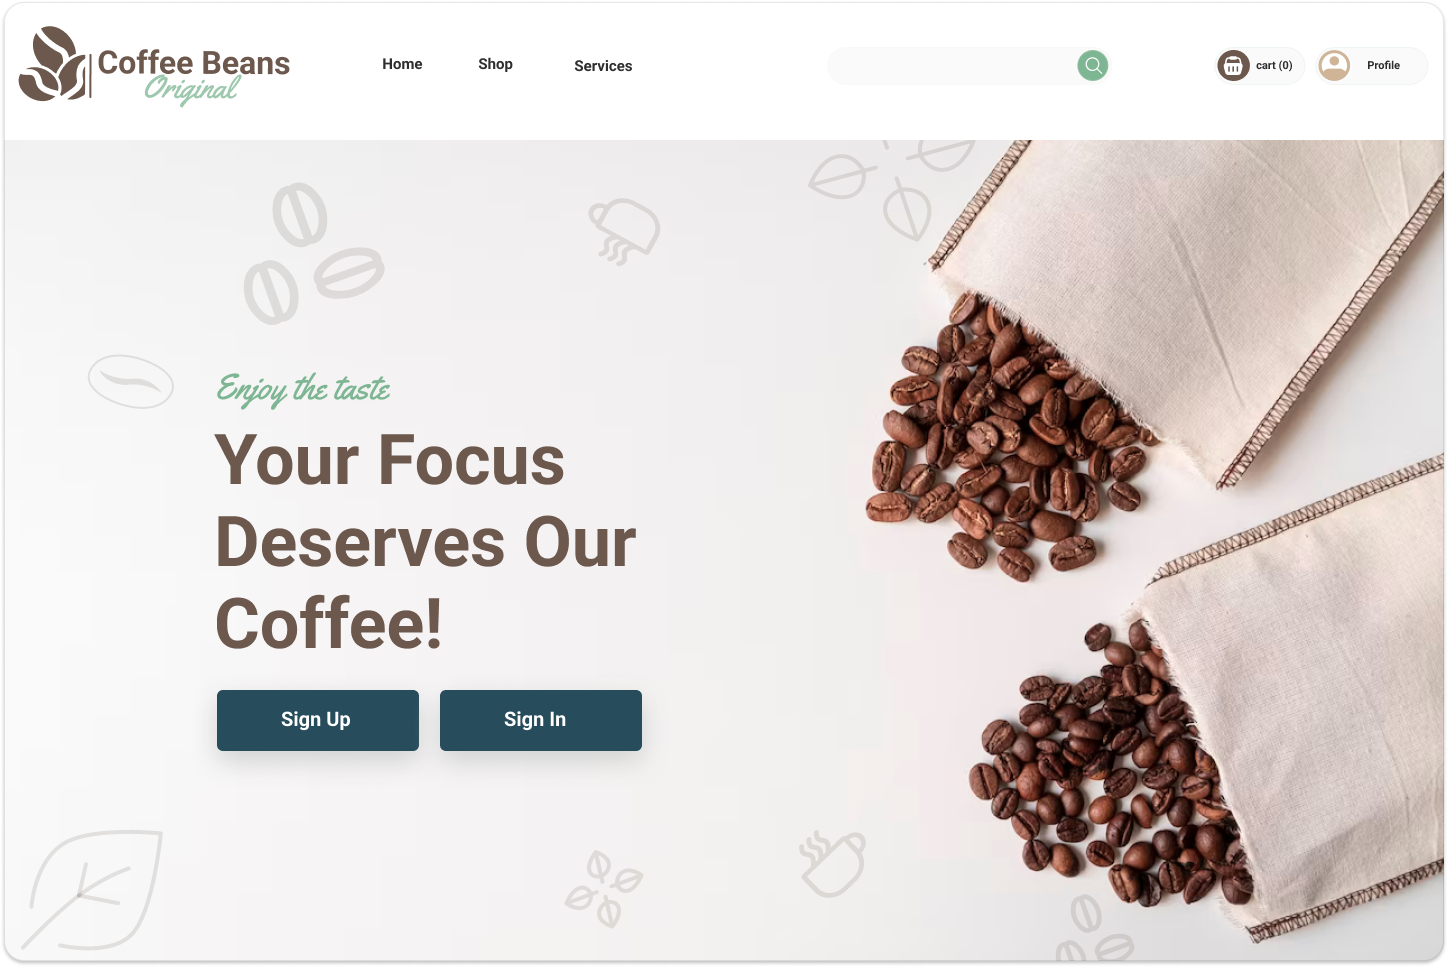 Coffee Beans
Original
Home
Shop
Services
cart (0)
Profile
Enjoy the taste
Your Focus
Deserves Our
Coffee!
Sign Up
Sign In